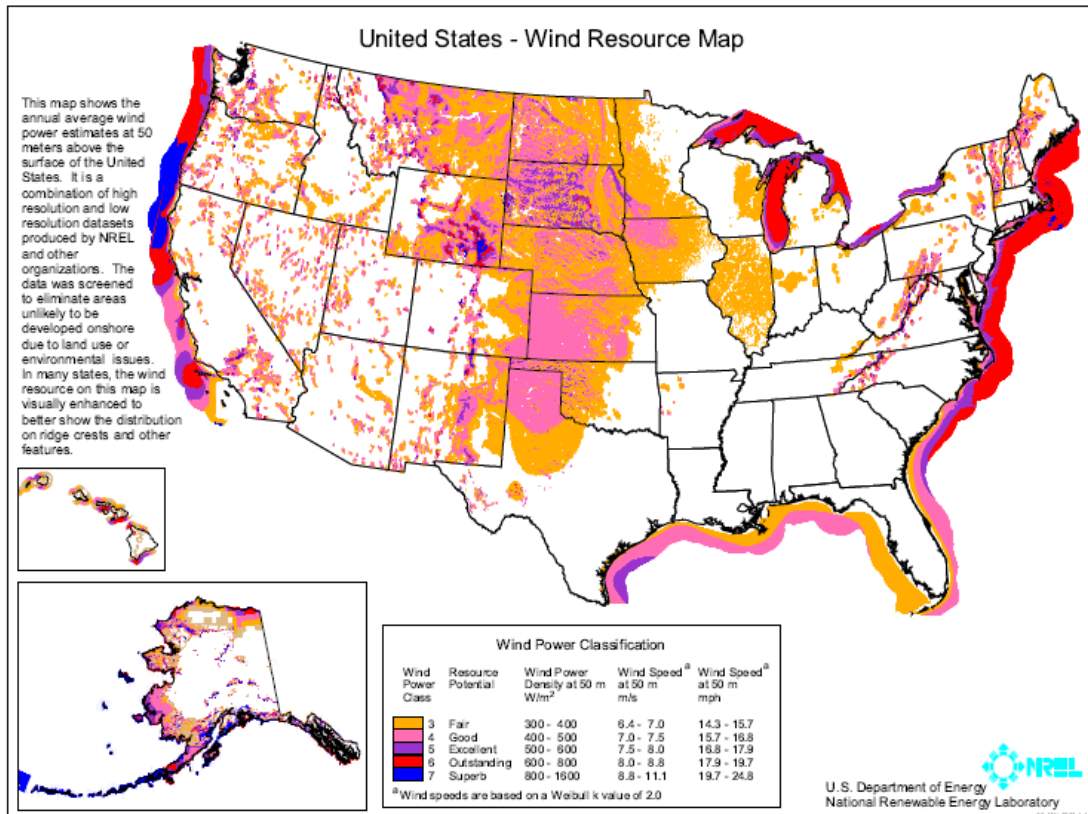 United States - Wind Resource Map
This map shows the
annual average wind
power estimates at 50
meters above the
surface of the United
States. It is a
combination of high
resolution and low
resolution datasets
produced by NREL
and other
organizations. The
data was screened
to eliminate areas
unlikely to be
developed onshore
due to land use or
environmental issues.
In many states, the wind
resource on this map is
visually enhanced to
better show the distribution
on ridge crests and other
features.
Wind Power Classification
Wind Power Class Resource Potential Wind Power Density at 50 m W/m² Wind Speed a at 50 m m/s Wind Speed a at 50 m mph
3 Fair 300 - 400 6.4 - 7.0 14.3 - 15.7
4 Good 400 - 500 7.0 - 7.5 15.7 - 16.8
5 Excellent 500 - 600 7.5 - 8.0 16.8 - 17.9
6 Outstanding 600 - 800 8.0 - 8.8 17.9 - 19.7
7 Superb 800 - 1600 8.8 - 11.1 19.7 - 24.8
a Wind speeds are based on a Weibull k value of 2.0
NREL
U.S. Department of Energy
National Renewable Energy Laboratory